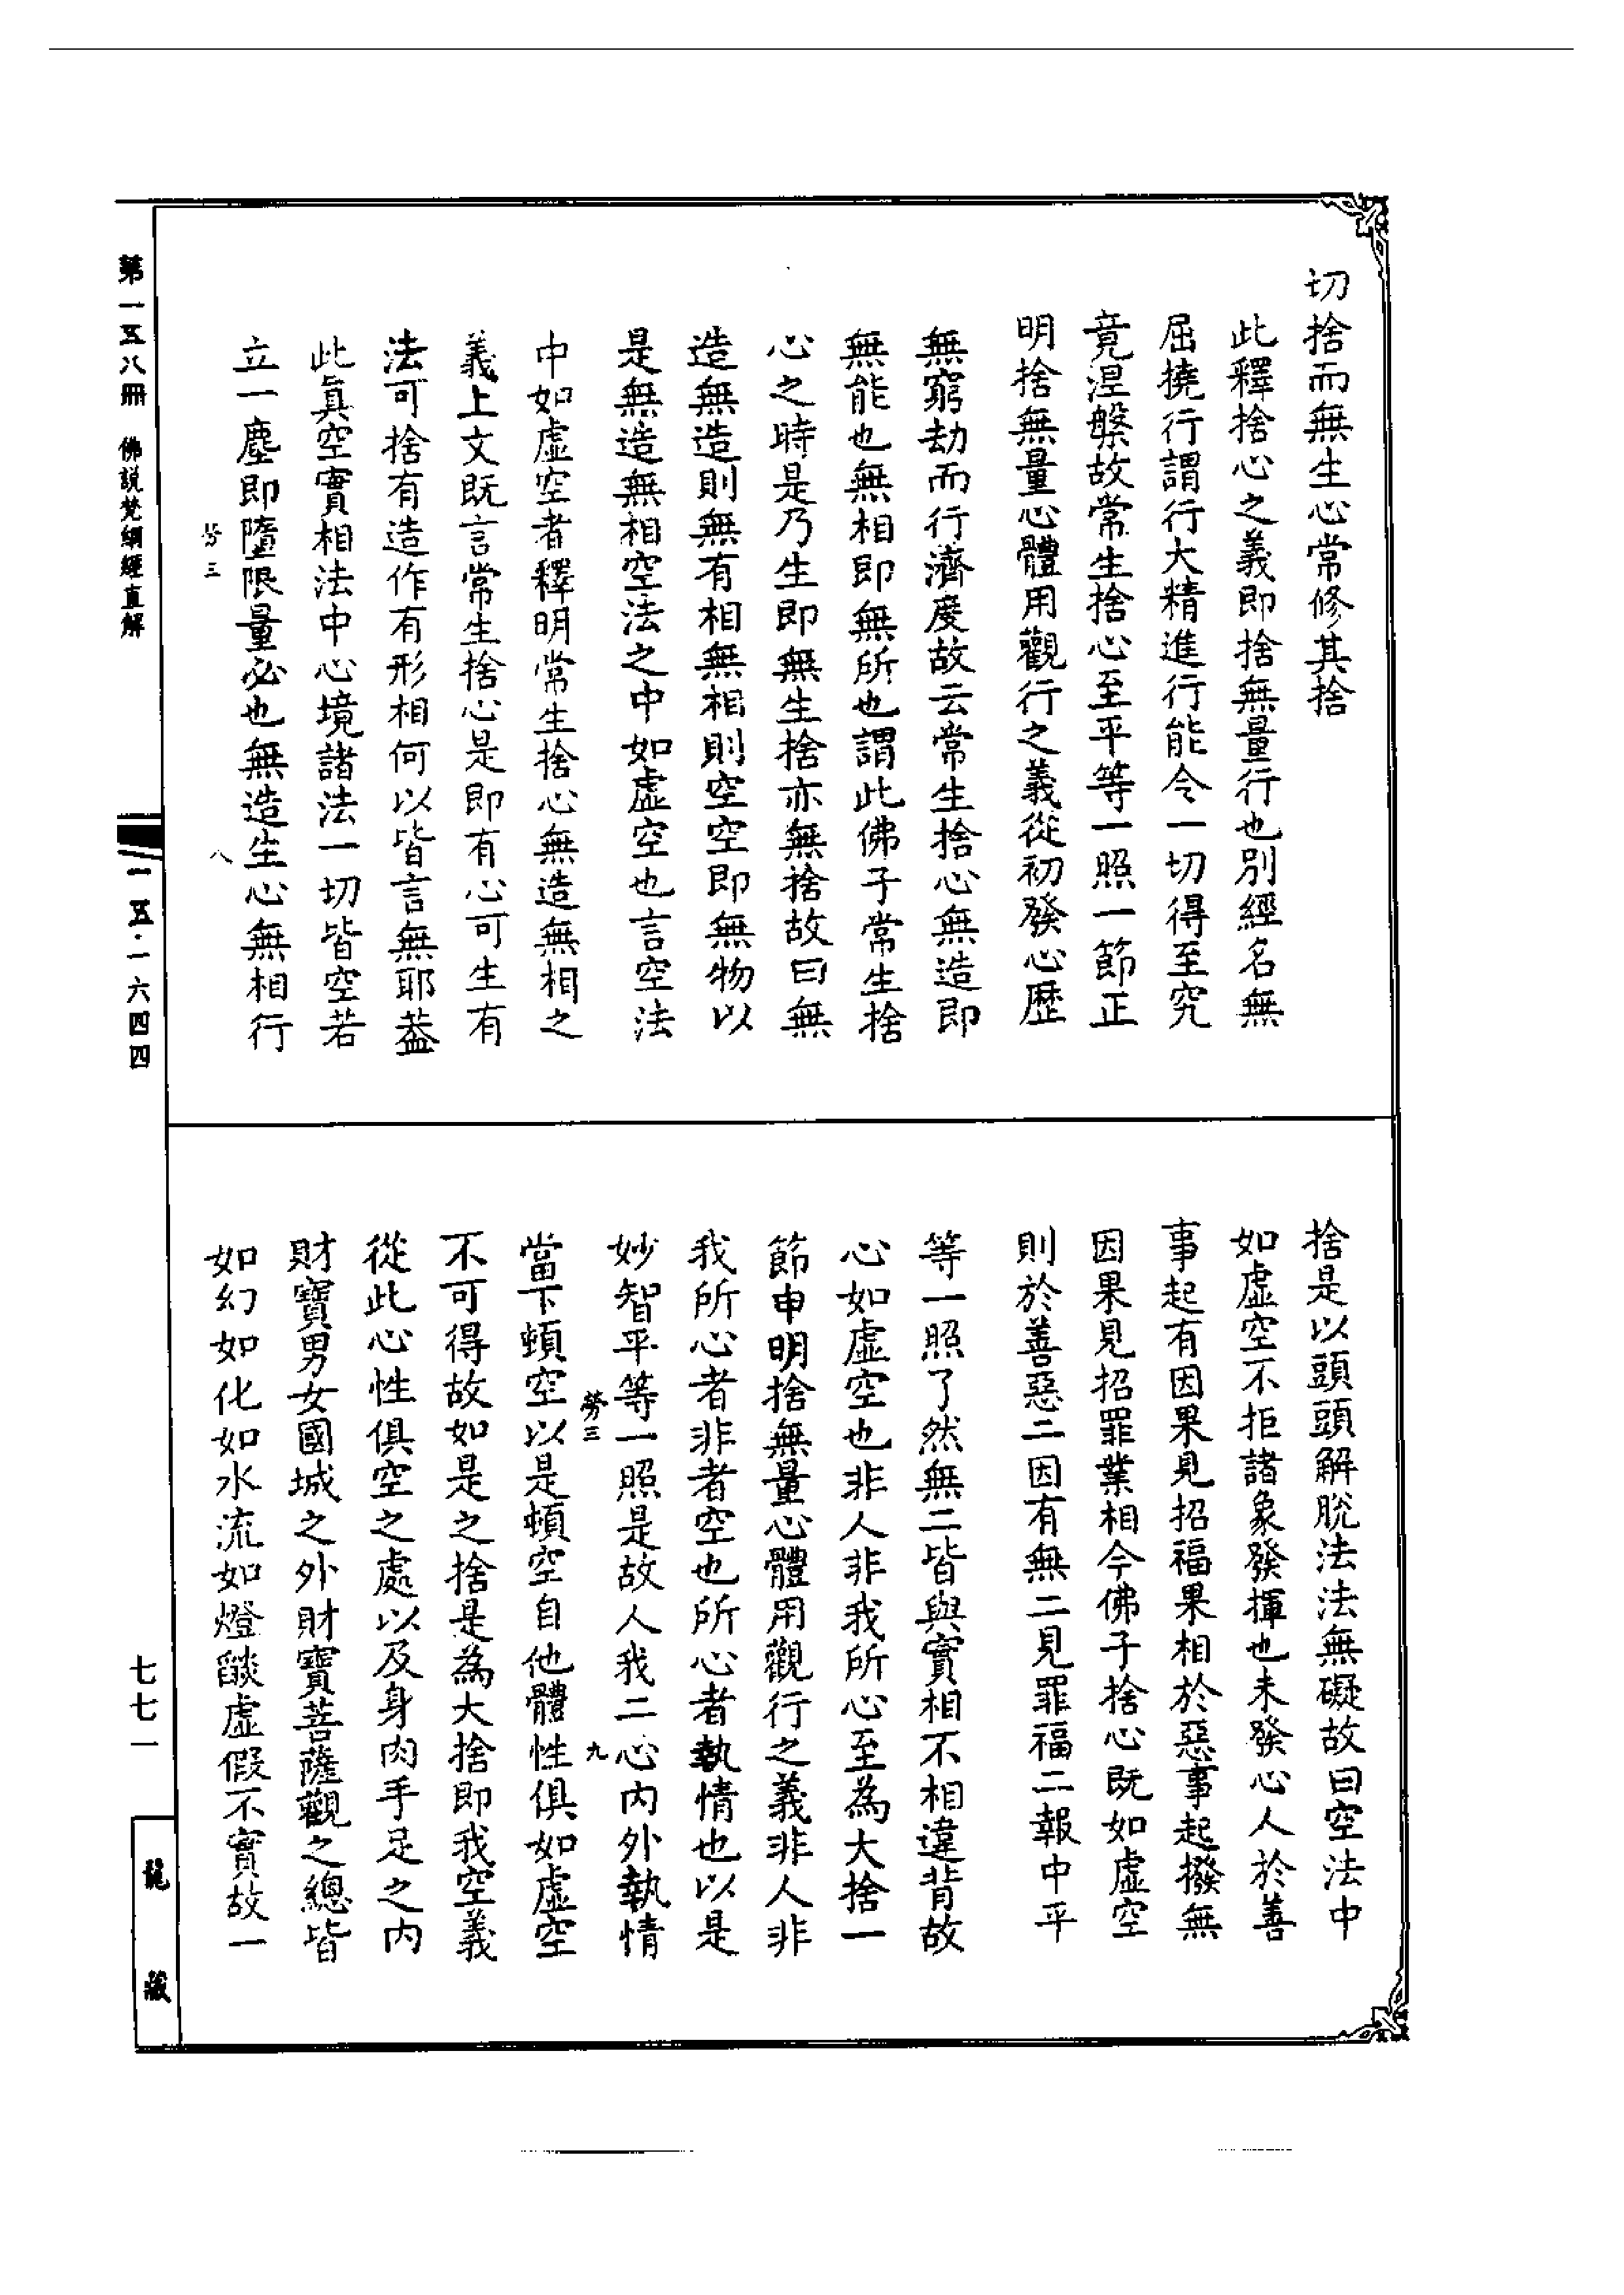 切捨而無生心常修其捨
此釋捨心之義即捨無量行也別經名無
屈撓行謂行大精進行能令一切得至究
竟涅槃故常生捨心至平等一照一節正
明捨無量心體用觀行之義從初發心歷
無窮劫而行濟度故云常生捨心無造即
無能也無相即無所也謂此佛子常生捨
心之時是乃生即無生捨亦無捨故曰無
造無造則無有相無相則空空即無物以
是無造無相空法之中如虛空也言空法
中如虛空者釋明常生捨心無造無相之
義上文既言常生捨心是即有心可生有
法可捨有造作有形相何以皆言無耶葢
此眞空實相法中心境諸法一切皆空若
立一塵即墮限量必也無造生心無相行
勞三
八
捨是以頭頭解脫法法無礙故曰空法中
如虛空不拒諸象發揮也未發心人於善
事起有因果見招福果相於惡事起撥無
因果見招罪業相今佛子捨心既如虛空
則於善惡二因有無二見罪福二報中平
等一照了然無二皆與實相不相違背故
心如虛空也非人非我所心至為大捨一
節申明捨無量心體用觀行之義非人非
我所心者非者空也所心者執情也以是
妙智平等一照是故人我二心內外執情
勞三
九
當下頓空以是頓空自他體性俱如虛空
不可得故如是之捨是為大捨即我空義
從此心性俱空之處以及身肉手足之內
財寶男女國城之外財寶菩薩觀之總皆
如幻如化如水流如燈燄虛假不實故一
第一五八冊
佛說梵網經直解
一五·一六四四
七七一
龍藏